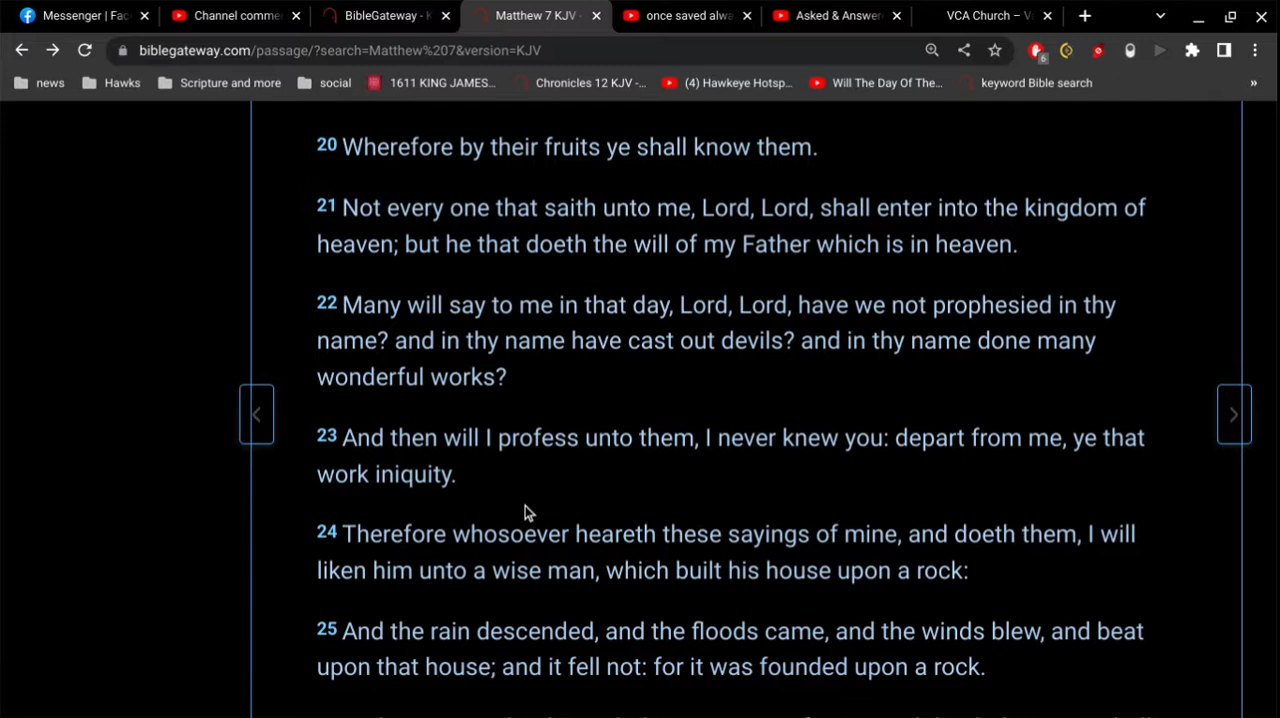 Messenger | Fac
Channel comme
BibleGateway - K
Matthew 7 KJV -
once saved alwa
Asked & Answer
VCA Church – V
biblegateway.com/passage/?search=Matthew%207&version=KJV
6
news
Hawks
Scripture and more
social
1611 KING JAMES...
Chronicles 12 KJV -...
(4) Hawkeye Hotsp...
Will The Day Of The...
keyword Bible search
»
20 Wherefore by their fruits ye shall know them.
21 Not every one that saith unto me, Lord, Lord, shall enter into the kingdom of
heaven; but he that doeth the will of my Father which is in heaven.
22 Many will say to me in that day, Lord, Lord, have we not prophesied in thy
name? and in thy name have cast out devils? and in thy name done many
wonderful works?
23 And then will I profess unto them, I never knew you: depart from me, ye that
work iniquity.
24 Therefore whosoever heareth these sayings of mine, and doeth them, I will
liken him unto a wise man, which built his house upon a rock:
25 And the rain descended, and the floods came, and the winds blew, and beat
upon that house; and it fell not: for it was founded upon a rock.